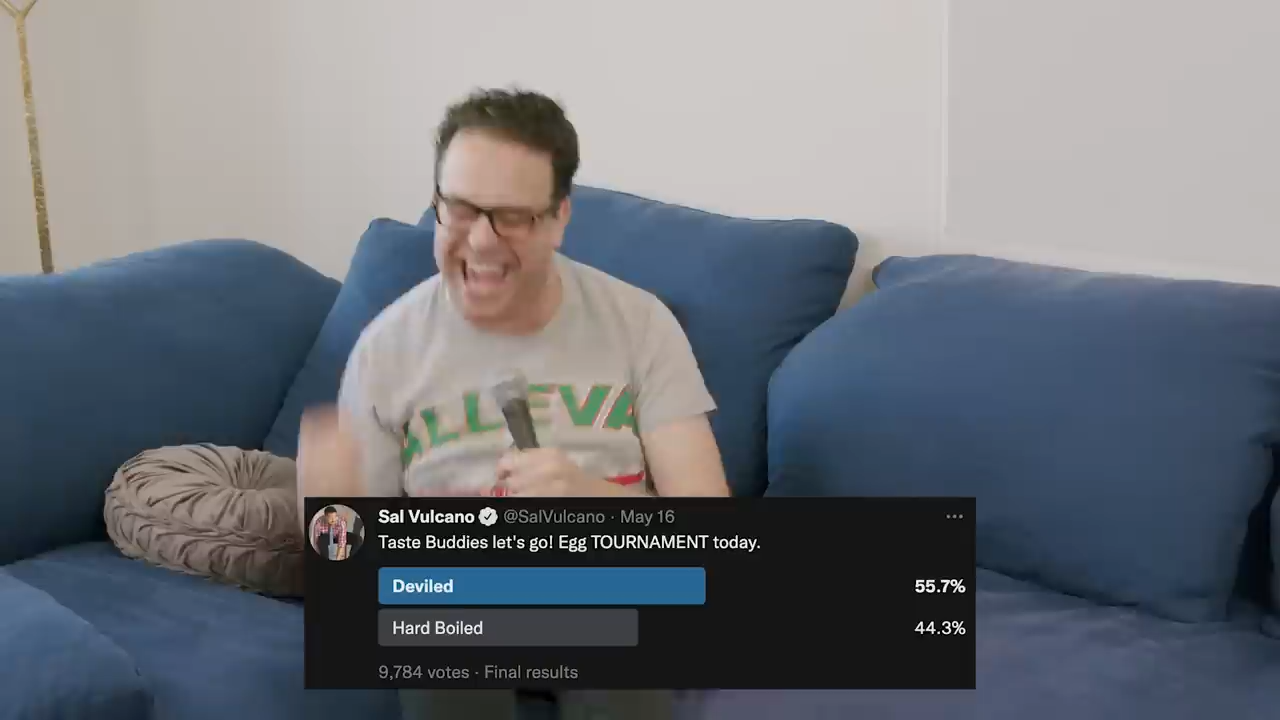 ALLEVA
Sal Vulcano @SalVulcano · May 16
Taste Buddies let's go! Egg TOURNAMENT today.
Deviled 55.7%
Hard Boiled 44.3%
9,784 votes · Final results